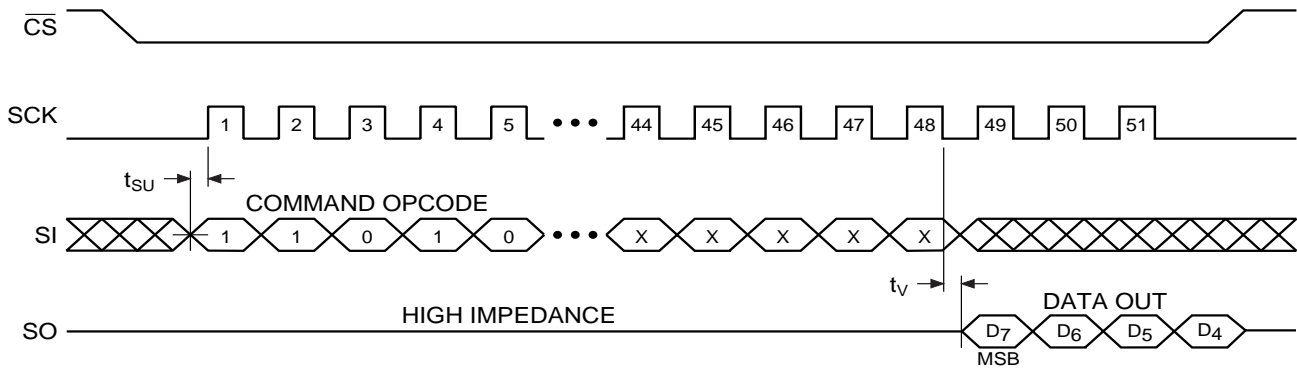 CS
SCK 1 2 3 4 5 ••• 44 45 46 47 48 49 50 51
tSU
COMMAND OPCODE
SI 1 1 0 1 0 ••• X X X X X
tV
HIGH IMPEDANCE
DATA OUT
SO D7 D6 D5 D4
MSB